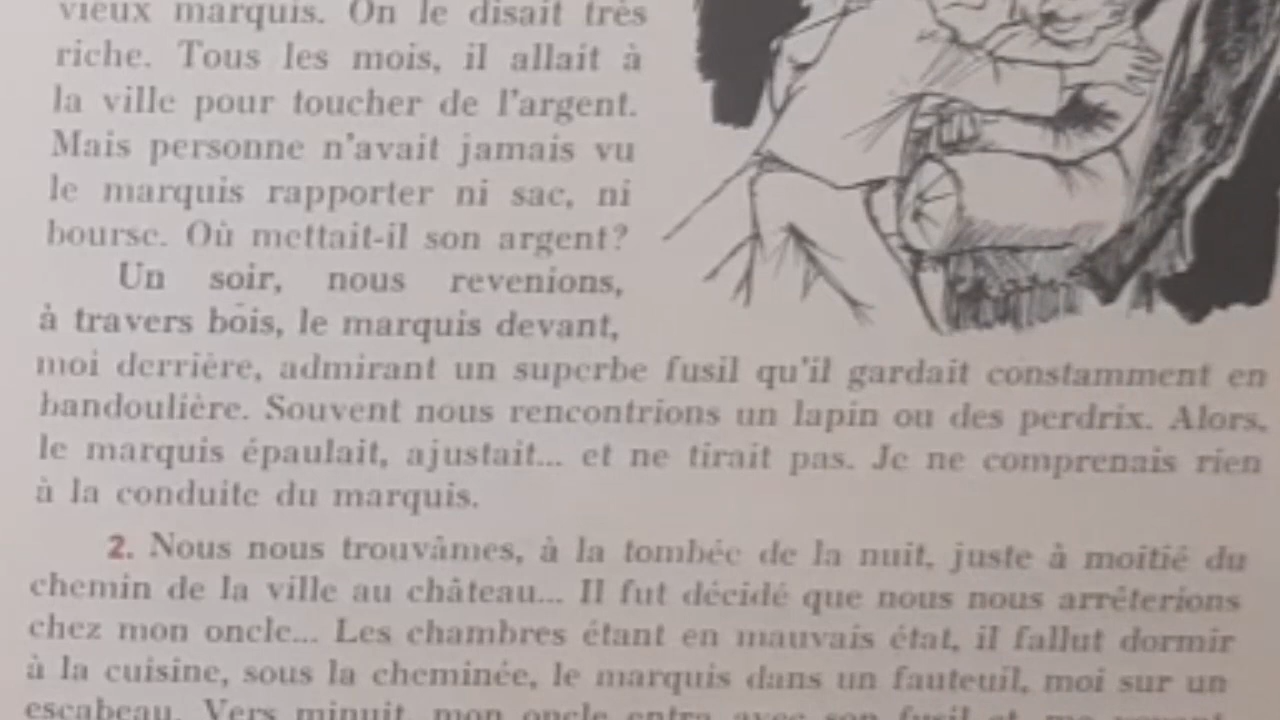 vieux marquis. On le disait très
riche. Tous les mois, il allait à
la ville pour toucher de l'argent.
Mais personne n'avait jamais vu
le marquis rapporter ni sac, ni
bourse. Où mettait-il son argent?
Un soir, nous revenions,
à travers bois, le marquis devant,
moi derrière, admirant un superbe fusil qu'il gardait constamment en
bandoulière. Souvent nous rencontrions un lapin ou des perdrix. Alors,
le marquis épaulait, ajustait... et ne tirait pas. Je ne comprenais rien
à la conduite du marquis.
2. Nous nous trouvâmes, à la tombée de la nuit, juste à moitié du
chemin de la ville au château... Il fut décidé que nous nous arrêterions
chez mon oncle... Les chambres étant en mauvais état, il fallut dormir
à la cuisine, sous la cheminée, le marquis dans un fauteuil, moi sur un
escabeau. Vers minuit, mon oncle entra avec son fusil et